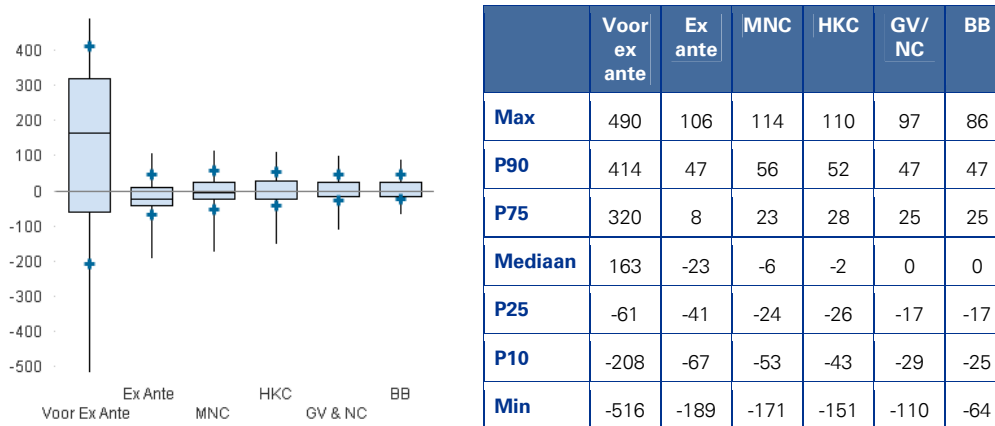 400
300
200
100
0
-100
-200
-300
-400
-500
Ex Ante HKC BB
Voor Ex Ante MNC GV & NC
Voor ex ante Ex ante MNC HKC GV/ NC BB
Max 490 106 114 110 97 86
P90 414 47 56 52 47 47
P75 320 8 23 28 25 25
Mediaan 163 -23 -6 -2 0 0
P25 -61 -41 -24 -26 -17 -17
P10 -208 -67 -53 -43 -29 -25
Min -516 -189 -171 -151 -110 -64